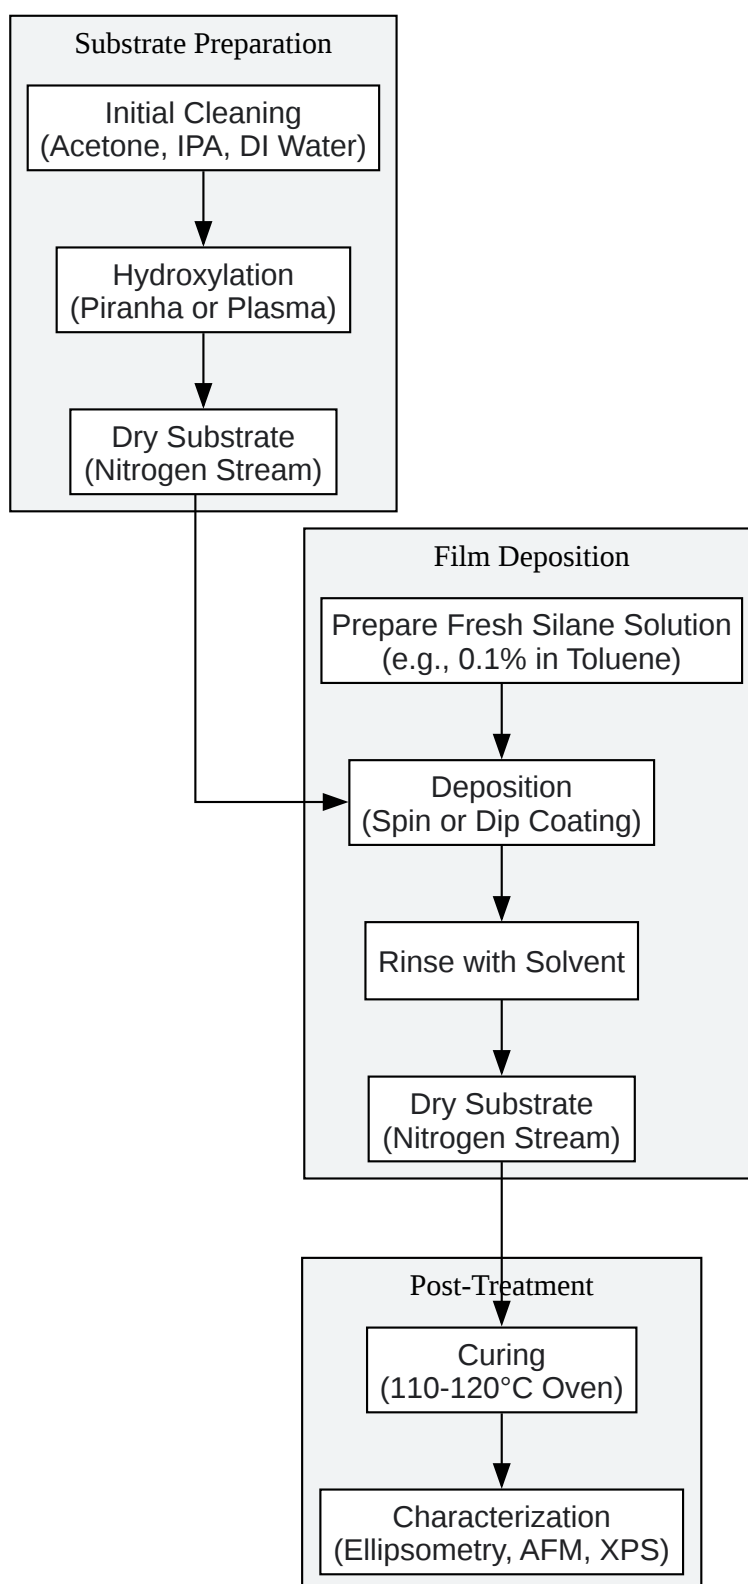 Substrate Preparation
Initial Cleaning
(Acetone, IPA, DI Water)
Hydroxylation
(Piranha or Plasma)
Dry Substrate
(Nitrogen Stream)
Film Deposition
Prepare Fresh Silane Solution
(e.g., 0.1% in Toluene)
Deposition
(Spin or Dip Coating)
Rinse with Solvent
Dry Substrate
(Nitrogen Stream)
Post-Treatment
Curing
(110-120°C Oven)
Characterization
(Ellipsometry, AFM, XPS)